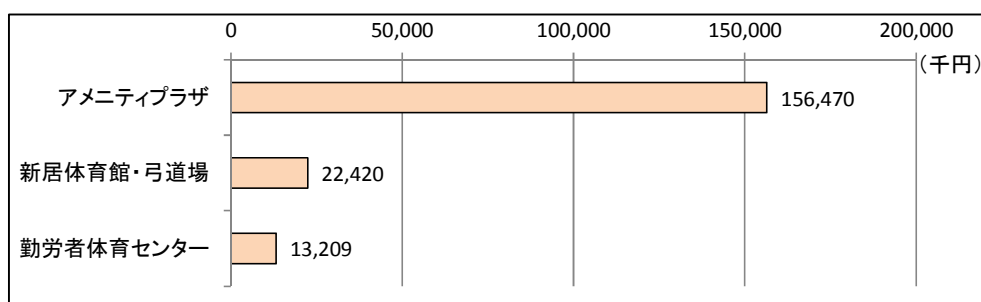 0 50,000 100,000 150,000 200,000
(千円)
アメニティプラザ 156,470
新居体育館・弓道場 22,420
勤労者体育センター 13,209